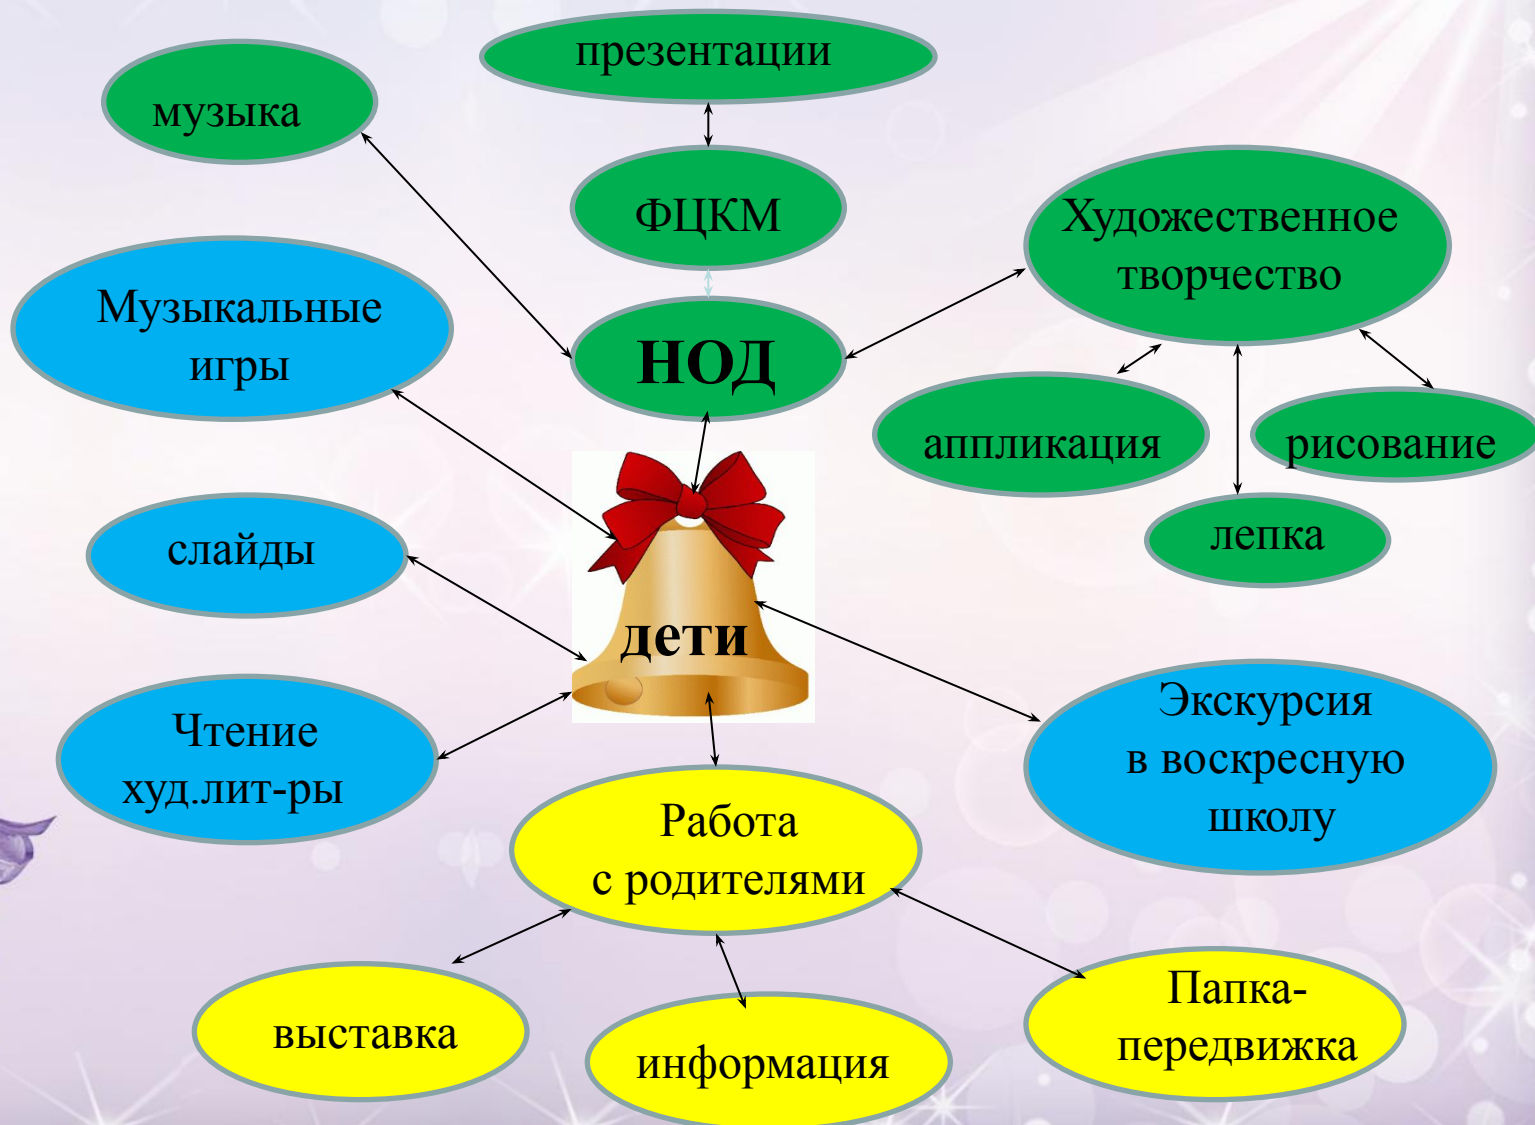 презентации
музыка
ФЦКМ
Художественное
творчество
Музыкальные
игры
НОД
аппликация
рисование
лепка
слайды
дети
Чтение
худ.лит-ры
Экскурсия
в воскресную
школу
Работа
с родителями
выставка
информация
Папка-
передвижка